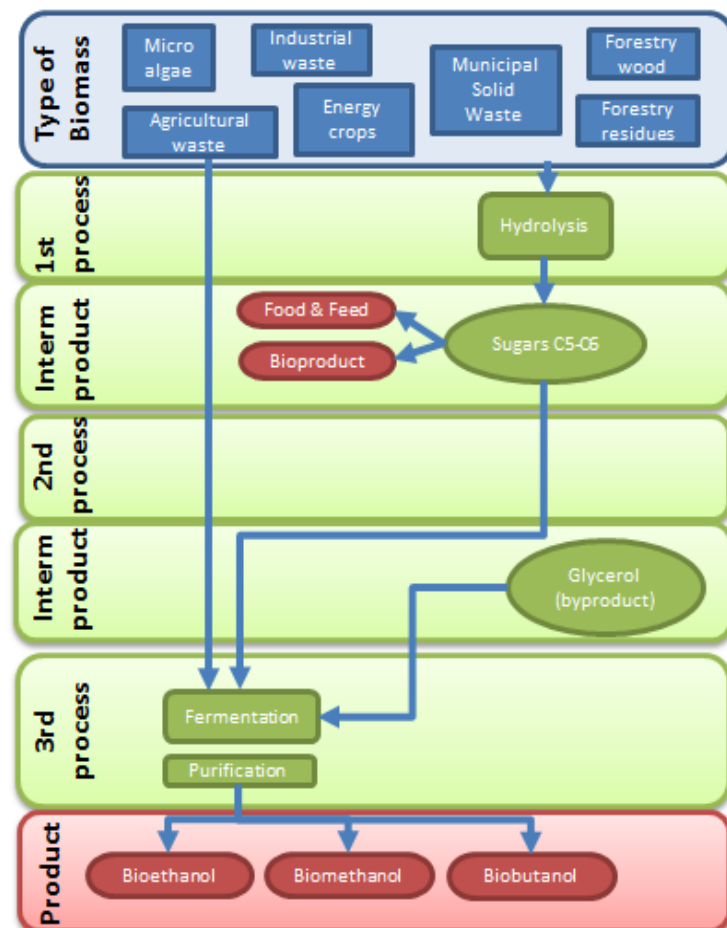 Type of
Biomass
Micro
algae
Industrial
waste
Municipal
Solid
Waste
Forestry
wood
Agricultural
waste
Energy
crops
Forestry
residues
1st
process
Hydrolysis
Interm
product
Food & Feed
Bioproduct
Sugars C5-C6
2nd
process
Interm
product
Glycerol
(byproduct)
3rd
process
Fermentation
Purification
Product
Bioethanol
Biomethanol
Biobutanol